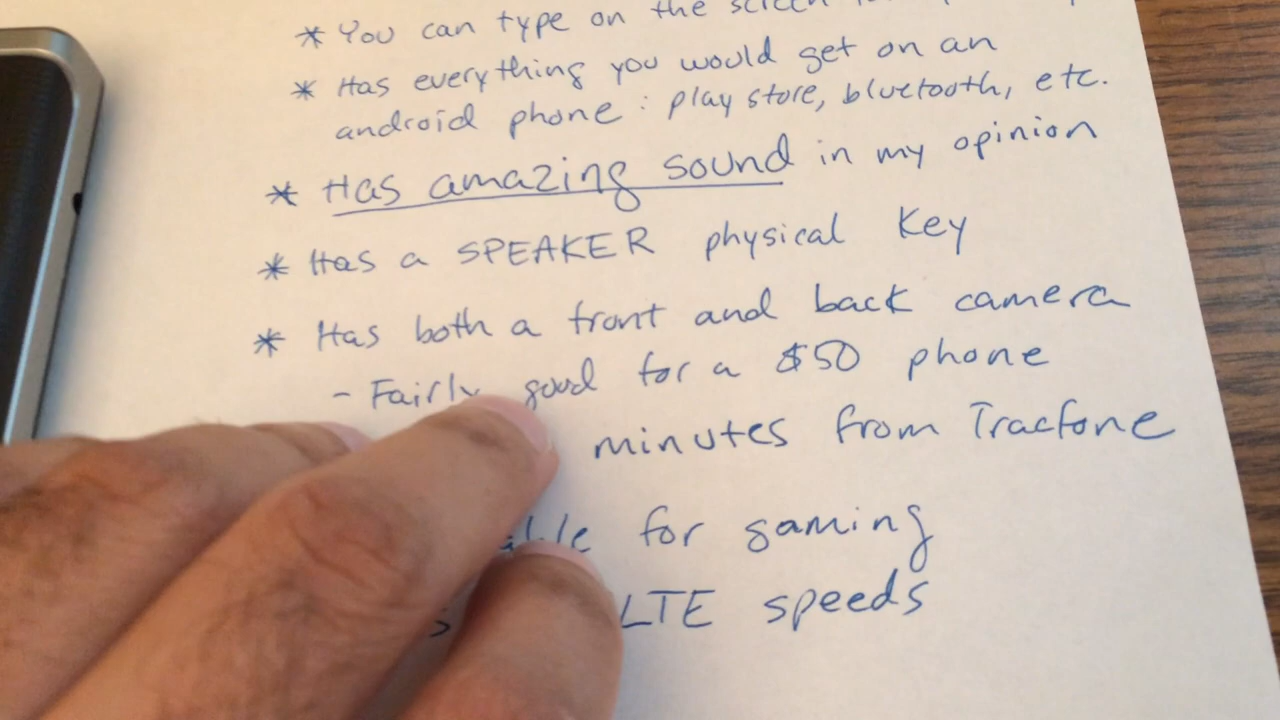 * You can type on the screen
* Has everything you would get on an
android phone : play store, bluetooth, etc.
* Has amazing sound in my opinion
* Has a SPEAKER physical key
* Has both a front and back camera
- Fairly good for a $50 phone
minutes from Tracfone
for gaming
LTE speeds